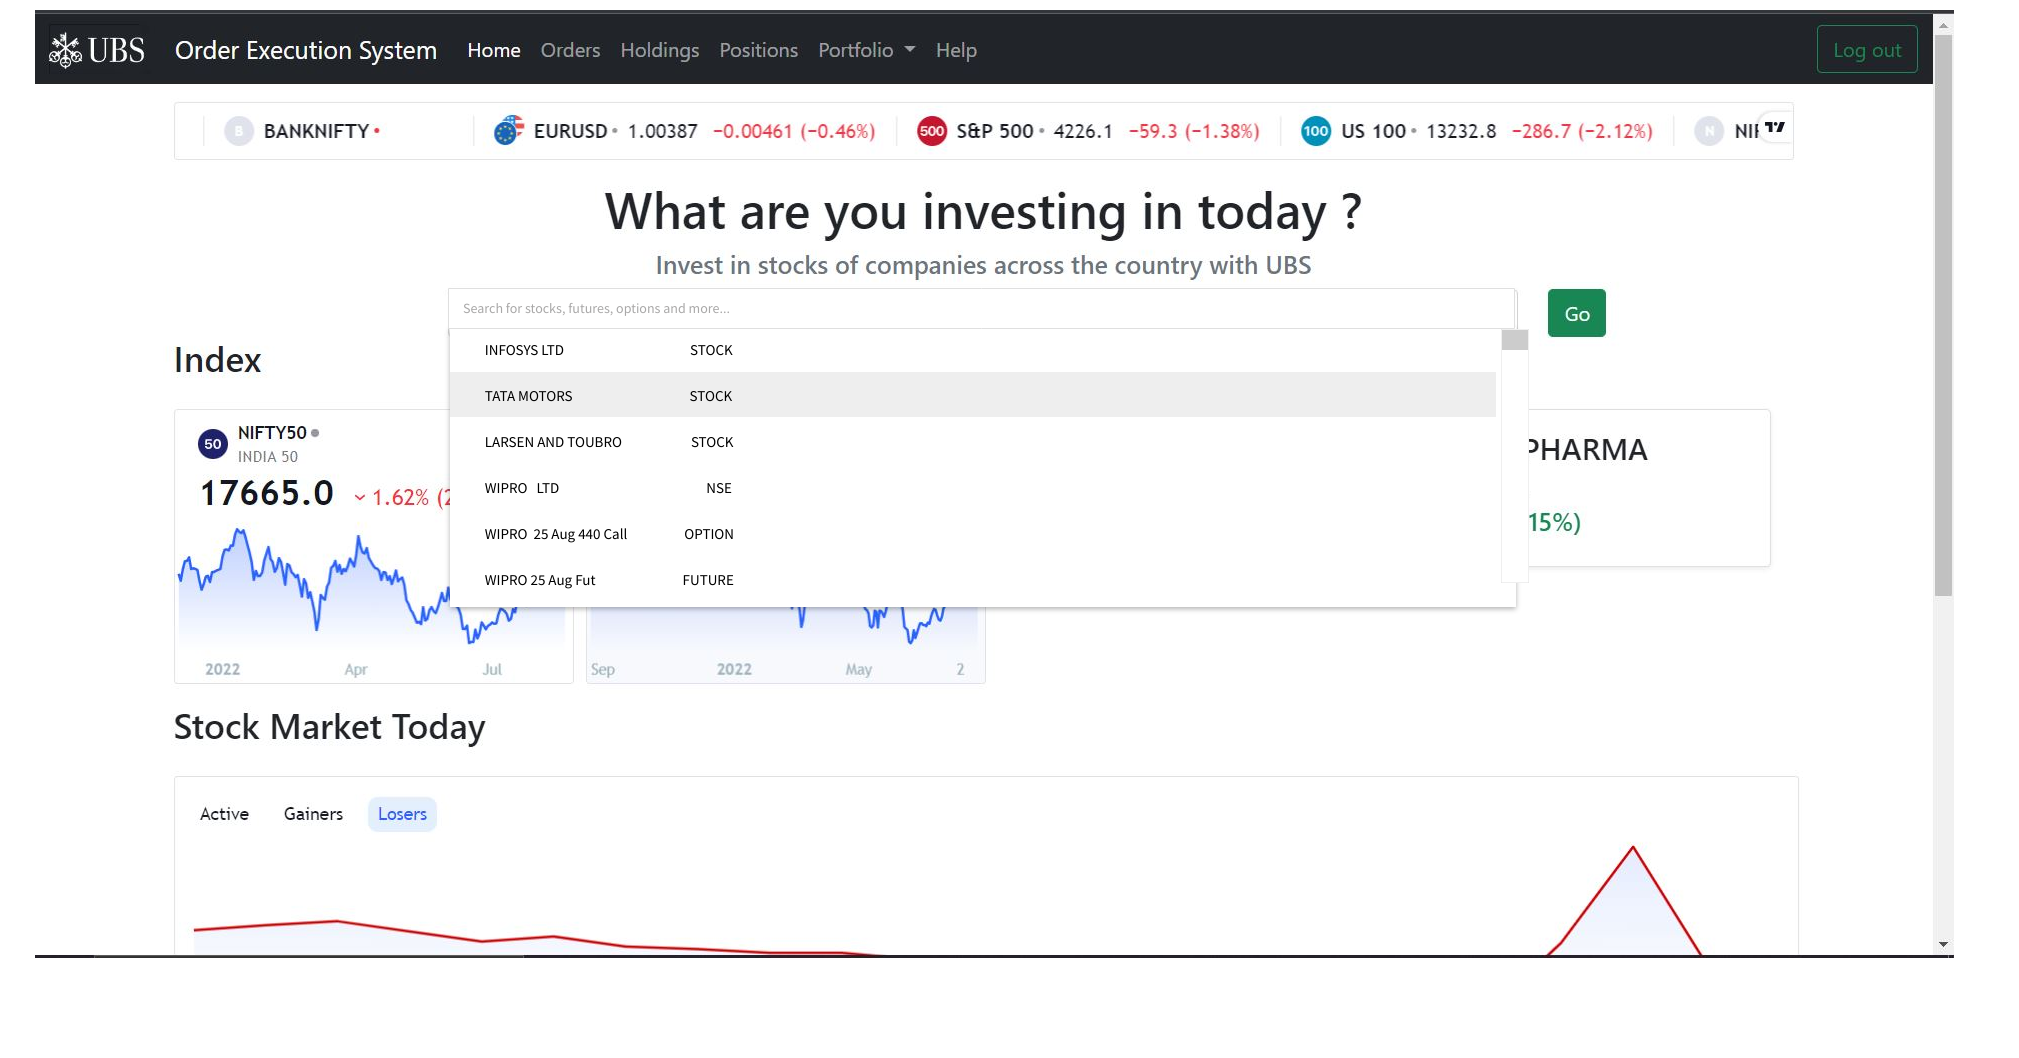 UBS Order Execution System Home Orders Holdings Positions Portfolio Help Log out
B BANKNIFTY EURUSD 1.00387 −0.00461 (−0.46%) 500 S&P 500 4226.1 −59.3 (−1.38%) 100 US 100 13232.8 −286.7 (−2.12%) N
What are you investing in today ?
Invest in stocks of companies across the country with UBS
Search for stocks, futures, options and more...
Go
INFOSYS LTD STOCK
TATA MOTORS STOCK
LARSEN AND TOUBRO STOCK
WIPRO LTD NSE
WIPRO 25 Aug 440 Call OPTION
WIPRO 25 Aug Fut FUTURE
Index
50 NIFTY50
INDIA 50
17665.0 1.62%
PHARMA
15%)
2022 Apr Jul
Sep 2022 May 2
Stock Market Today
Active Gainers Losers